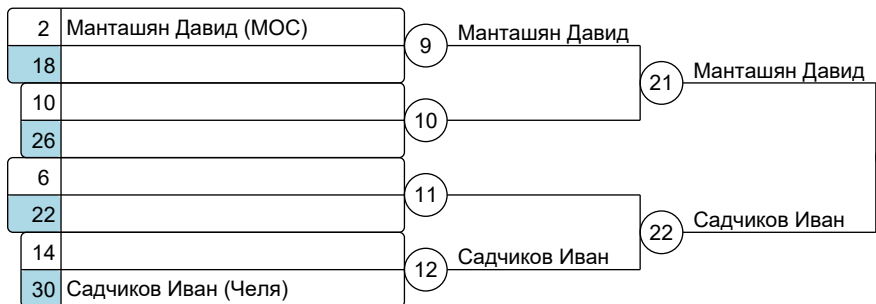 2 Манташян Давид (МОС)
9 Манташян Давид
18
21 Манташян Давид
10
10
26
6
11
22
22 Садчиков Иван
14
12 Садчиков Иван
30 Садчиков Иван (Челя)